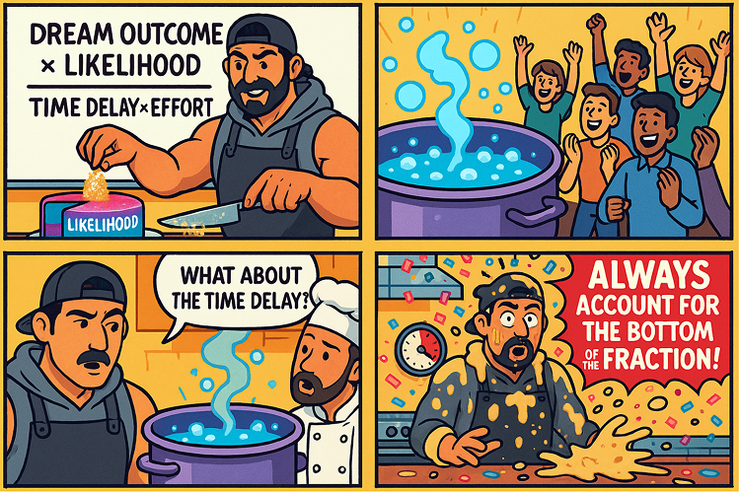 DREAM OUTCOME
× LIKELIHOOD
TIME DELAY×EFFORT
LIKELIHOOD
WHAT ABOUT
THE TIME DELAY?
ALWAYS
ACCOUNT FOR
THE BOTTOM
OF THE FRACTION!